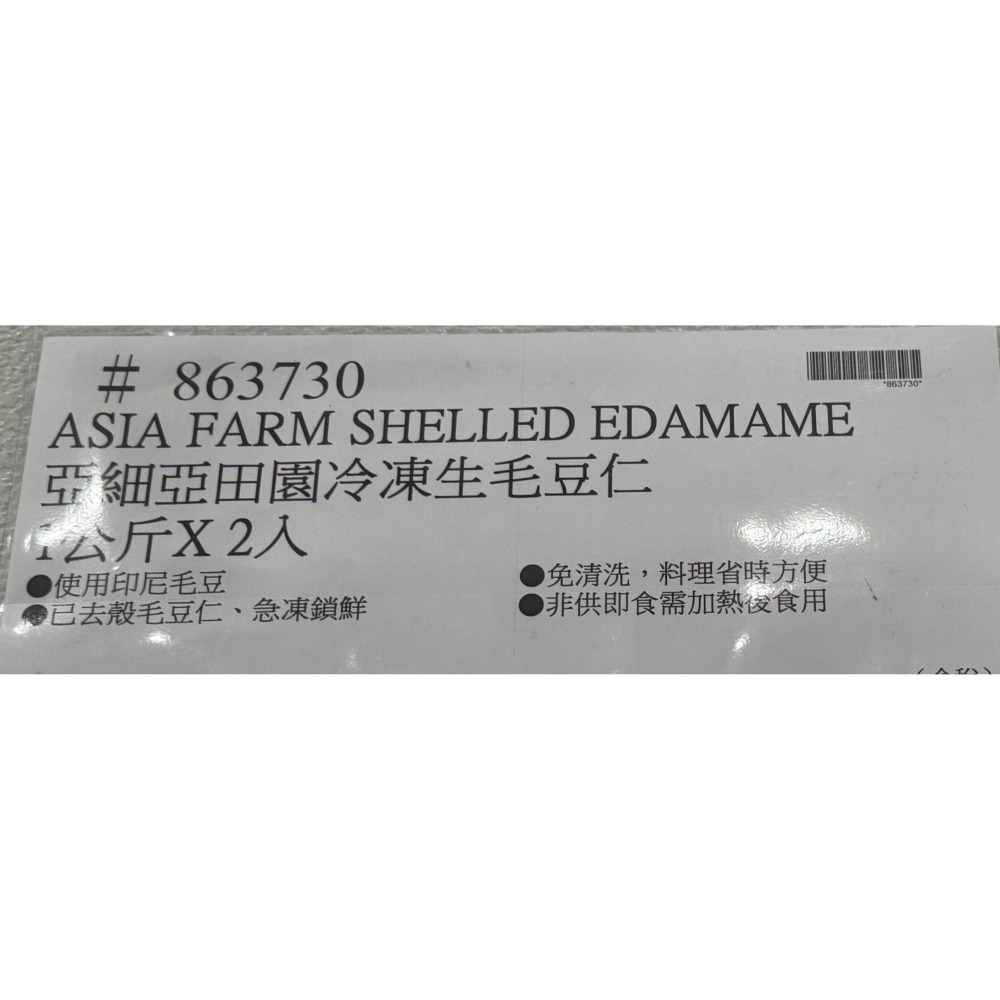 # 863730
*863730*
ASIA FARM SHELLED EDAMAME
亞細亞田園冷凍生毛豆仁
1公斤X 2入
●使用印尼毛豆
●已去殼毛豆仁、急凍鎖鮮
●免清洗，料理省時方便
●非供即食需加熱後食用